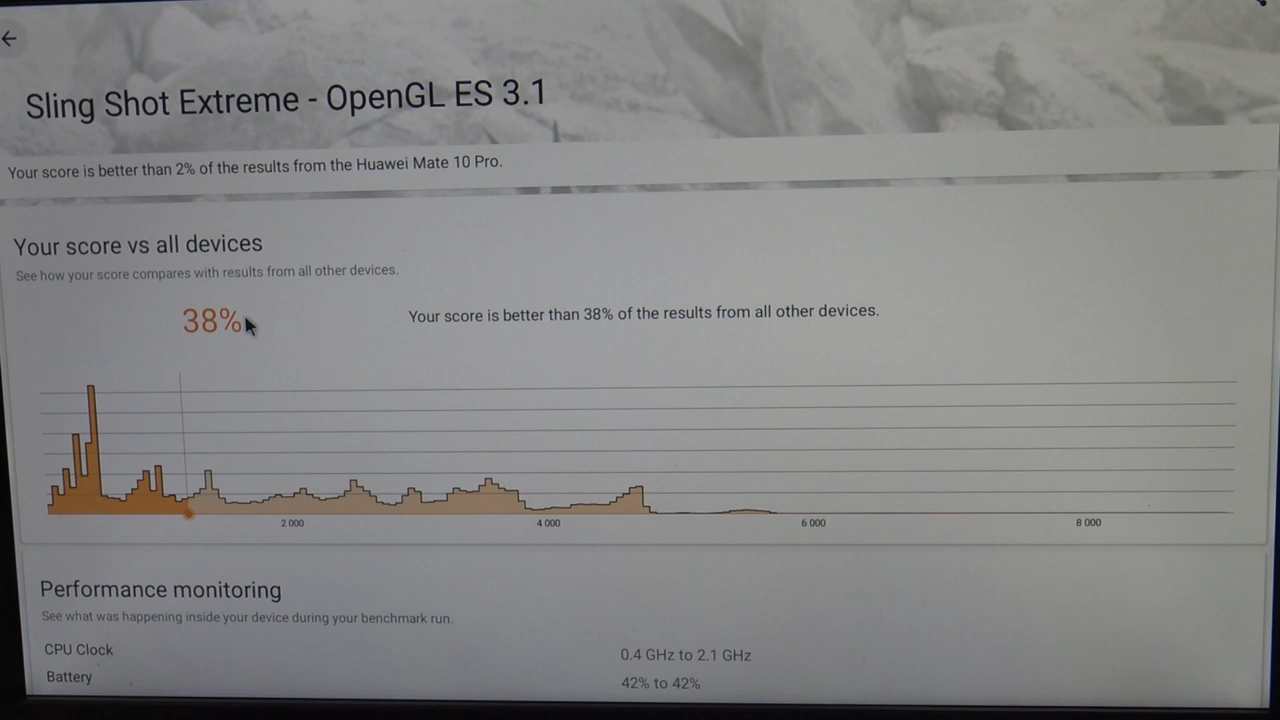 Sling Shot Extreme - OpenGL ES 3.1
Your score is better than 2% of the results from the Huawei Mate 10 Pro.
Your score vs all devices
See how your score compares with results from all other devices.
38%
Your score is better than 38% of the results from all other devices.
2 000
4 000
6 000
8 000
Performance monitoring
See what was happening inside your device during your benchmark run.
CPU Clock
0.4 GHz to 2.1 GHz
Battery
42% to 42%